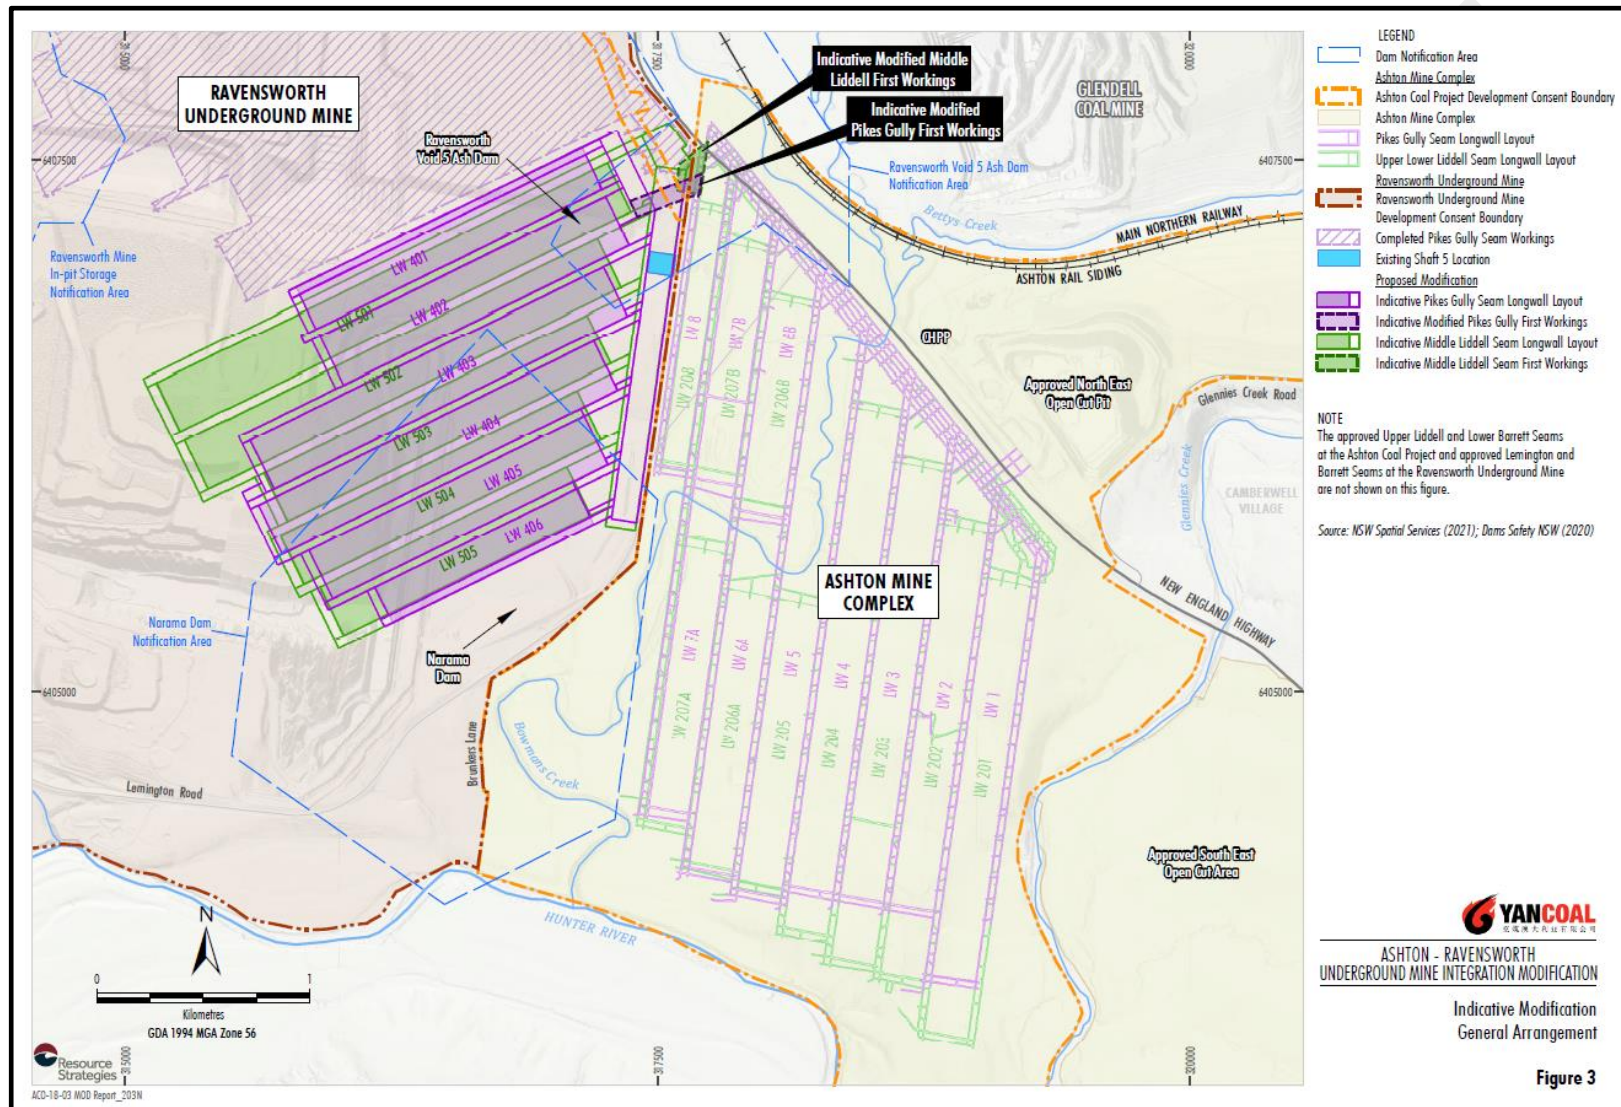 315000
317500
320000
6407500
6407500
6405000
6405000
315000
317500
320000
RAVENSWORTH
UNDERGROUND MINE
Indicative Modified Middle
Liddell First Workings
Indicative Modified
Pikes Gully First Workings
GLENDELL
COAL MINE
Ravensworth
Void 5 Ash Dam
Ravensworth Void 5 Ash Dam
Notification Area
Bettys Creek
MAIN NORTHERN RAILWAY
ASHTON RAIL SIDING
Ravensworth Mine
In-pit Storage
Notification Area
LW 401
LW 501
LW 402
LW 502
LW 403
LW 503
LW 404
LW 504
LW 405
LW 505
LW 406
LW 8
LW 7B
LW 6B
LW 208
LW 207B
LW 206B
CHPP
Approved North East
Open Cut Pit
Glennies Creek Road
Glennies Creek
CAMBERWELL
VILLAGE
NEW ENGLAND HIGHWAY
ASHTON MINE
COMPLEX
Narama Dam
Notification Area
Narama
Dam
LW 7A
LW 6A
LW 5
LW 4
LW 3
LW 2
LW 1
LW 207A
LW 206A
LW 205
LW 204
LW 203
LW 202
LW 201
Brunkers Lane
Bowmans Creek
Lemington Road
HUNTER RIVER
Approved South East
Open Cut Area
N
0 1
Kilometres
GDA 1994 MGA Zone 56
Resource
Strategies
ACD-18-03 MOD Report_203N
LEGEND
Dam Notification Area
Ashton Mine Complex
Ashton Coal Project Development Consent Boundary
Ashton Mine Complex
Pikes Gully Seam Longwall Layout
Upper Lower Liddell Seam Longwall Layout
Ravensworth Underground Mine
Ravensworth Underground Mine
Development Consent Boundary
Completed Pikes Gully Seam Workings
Existing Shaft 5 Location
Proposed Modification
Indicative Pikes Gully Seam Longwall Layout
Indicative Modified Pikes Gully First Workings
Indicative Middle Liddell Seam Longwall Layout
Indicative Middle Liddell Seam First Workings
NOTE
The approved Upper Liddell and Lower Barrett Seams
at the Ashton Coal Project and approved Lemington and
Barrett Seams at the Ravensworth Underground Mine
are not shown on this figure.
Source: NSW Spatial Services (2021); Dams Safety NSW (2020)
YANCOAL
ASHTON - RAVENSWORTH
UNDERGROUND MINE INTEGRATION MODIFICATION
Indicative Modification
General Arrangement
Figure 3